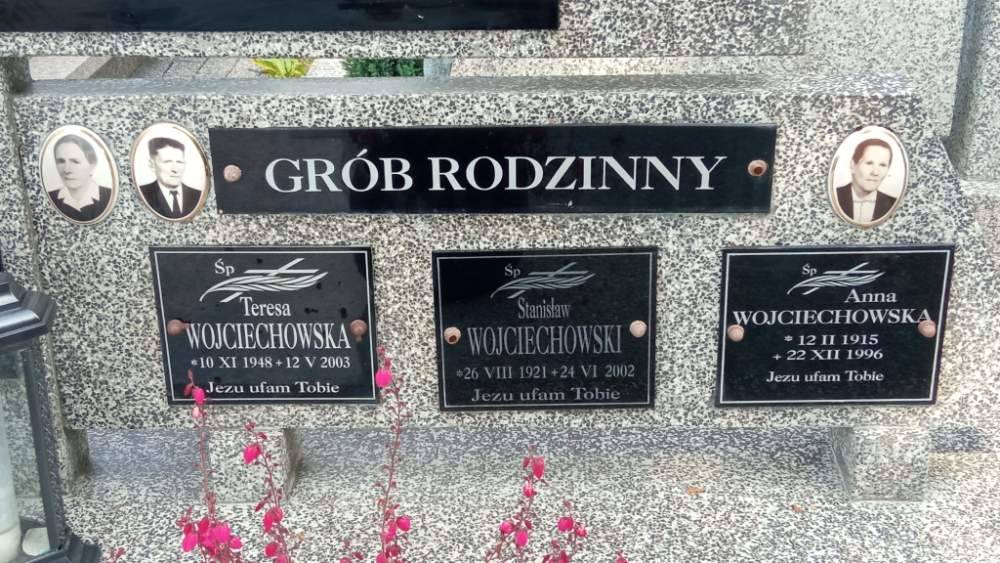 GRÓB RODZINNY
Śp
Teresa
WOJCIECHOWSKA
*10 XI 1948 + 12 V 2003
Jezu ufam Tobie
Śp
Stanisław
WOJCIECHOWSKI
*26 VIII 1921 + 24 VI 2002
Jezu ufam Tobie
Śp
Anna
WOJCIECHOWSKA
* 12 II 1915
+ 22 XII 1996
Jezu ufam Tobie